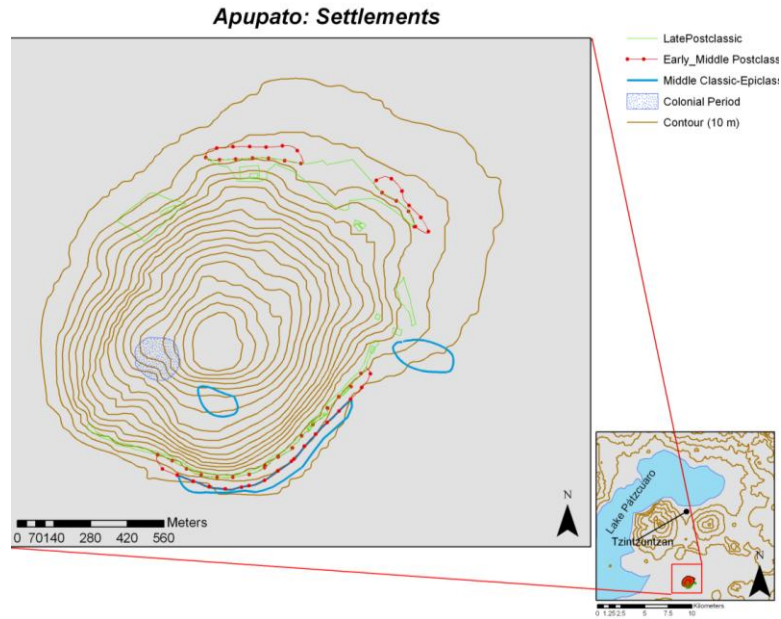 Apupato: Settlements
LatePostclassic
Early_Middle Postclass
Middle Classic-Epiclass
Colonial Period
Contour (10 m)
N
Meters
0 70140 280 420 560
Lake Pátzcuaro
Tzintzontzan
N
Kilometers
0 1.25 2.5 5 7.5 10